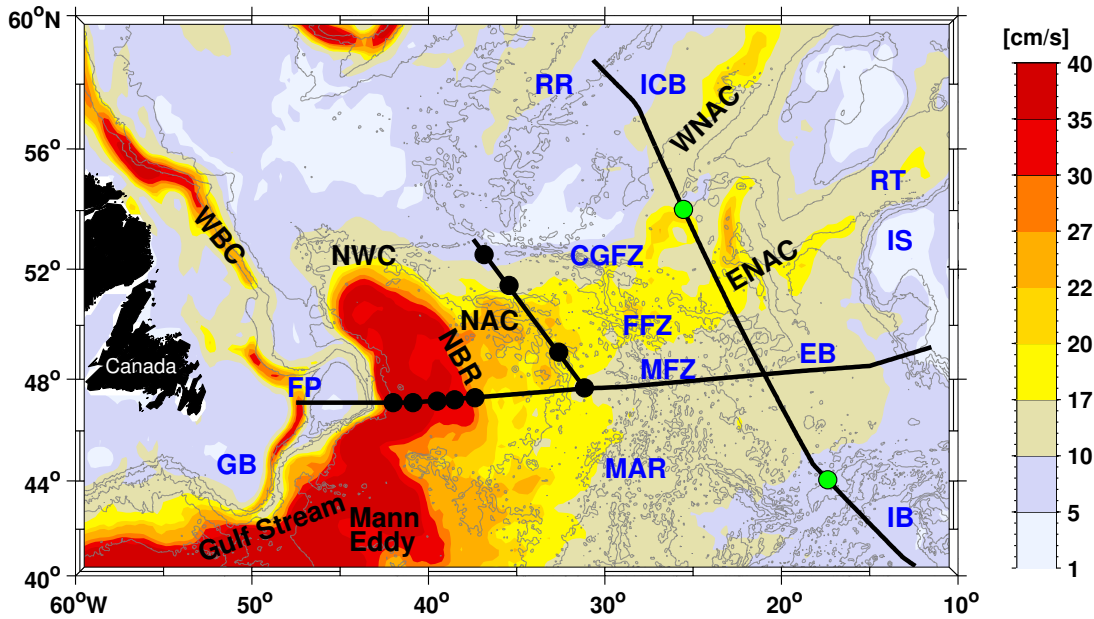 60°N
[cm/s]
40
RR
ICB
WNAC
35
56°
RT
30
WBC
IS
NWC
CGFZ
ENAC
27
52°
22
NAC
FFZ
NBR
EB
20
Canada
MFZ
48°
FP
17
GB
MAR
10
44°
Gulf Stream
Mann
Eddy
IB
5
40°
1
60°W
50°
40°
30°
20°
10°